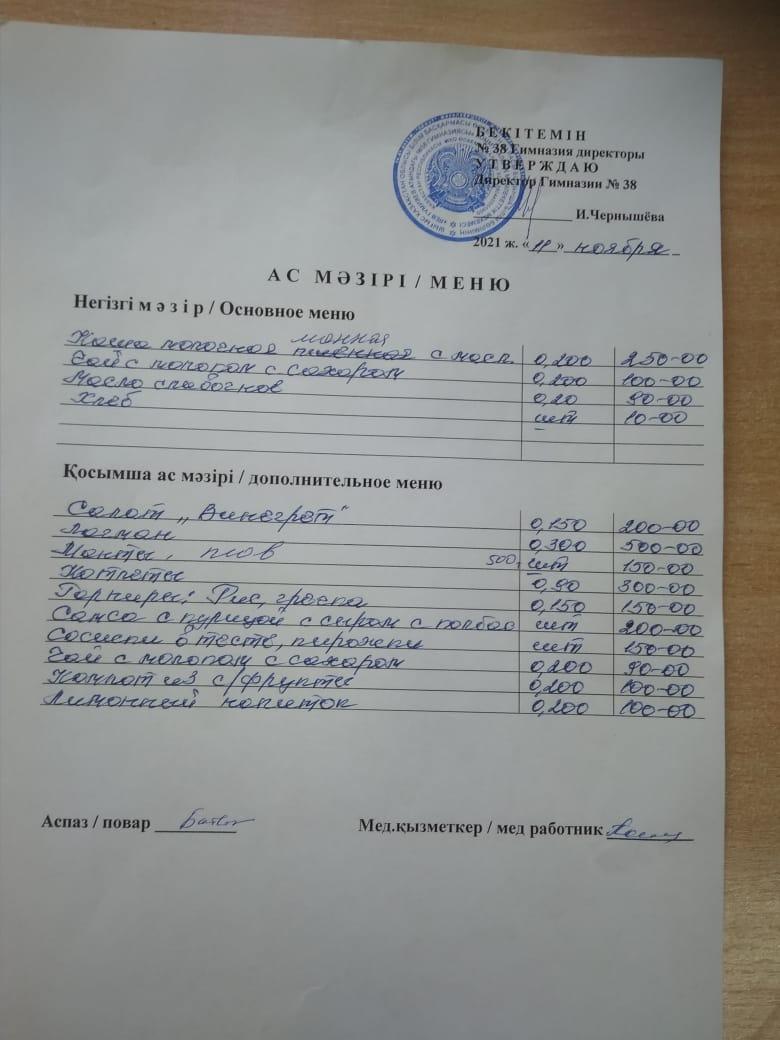 БЕКІТЕМІН
№ 38 Гимназия директоры
УТВЕРЖДАЮ
Директор Гимназии № 38
И.Чернышёва
2021 ж. «11» ноября
АС МӘЗІРІ / МЕНЮ
Негізгі мәзір / Основное меню
манная
Каша молочная пшенная с масл. 0,200 250-00
Чай с молоком с сахаром 0,200 100-00
Масло сливочное 0,20 90-00
Хлеб шт 10-00
Қосымша ас мәзірі / дополнительное меню
Салат „Винегрет" 0,150 200-00
Лагман 0,300 500-00
Манты, плов 500, шт 150-00
Котлеты 0,90 300-00
Гарниры: Рис, греча 0,150 150-00
Самса с курицой с сыром с колбас шт 200-00
Сосиски в тесте, пирожки шт 150-00
Чай с молоком с сахаром 0,200 90-00
Компот из с/фрукты 0,200 100-00
Лимонный напиток 0,200 100-00
Аспаз / повар
Мед.қызметкер / мед работник